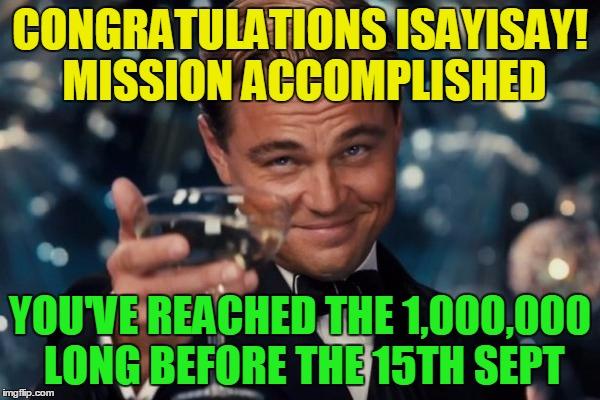 CONGRATULATIONS ISAYISAY!
MISSION ACCOMPLISHED
YOU'VE REACHED THE 1,000,000
LONG BEFORE THE 15TH SEPT
imgflip.com